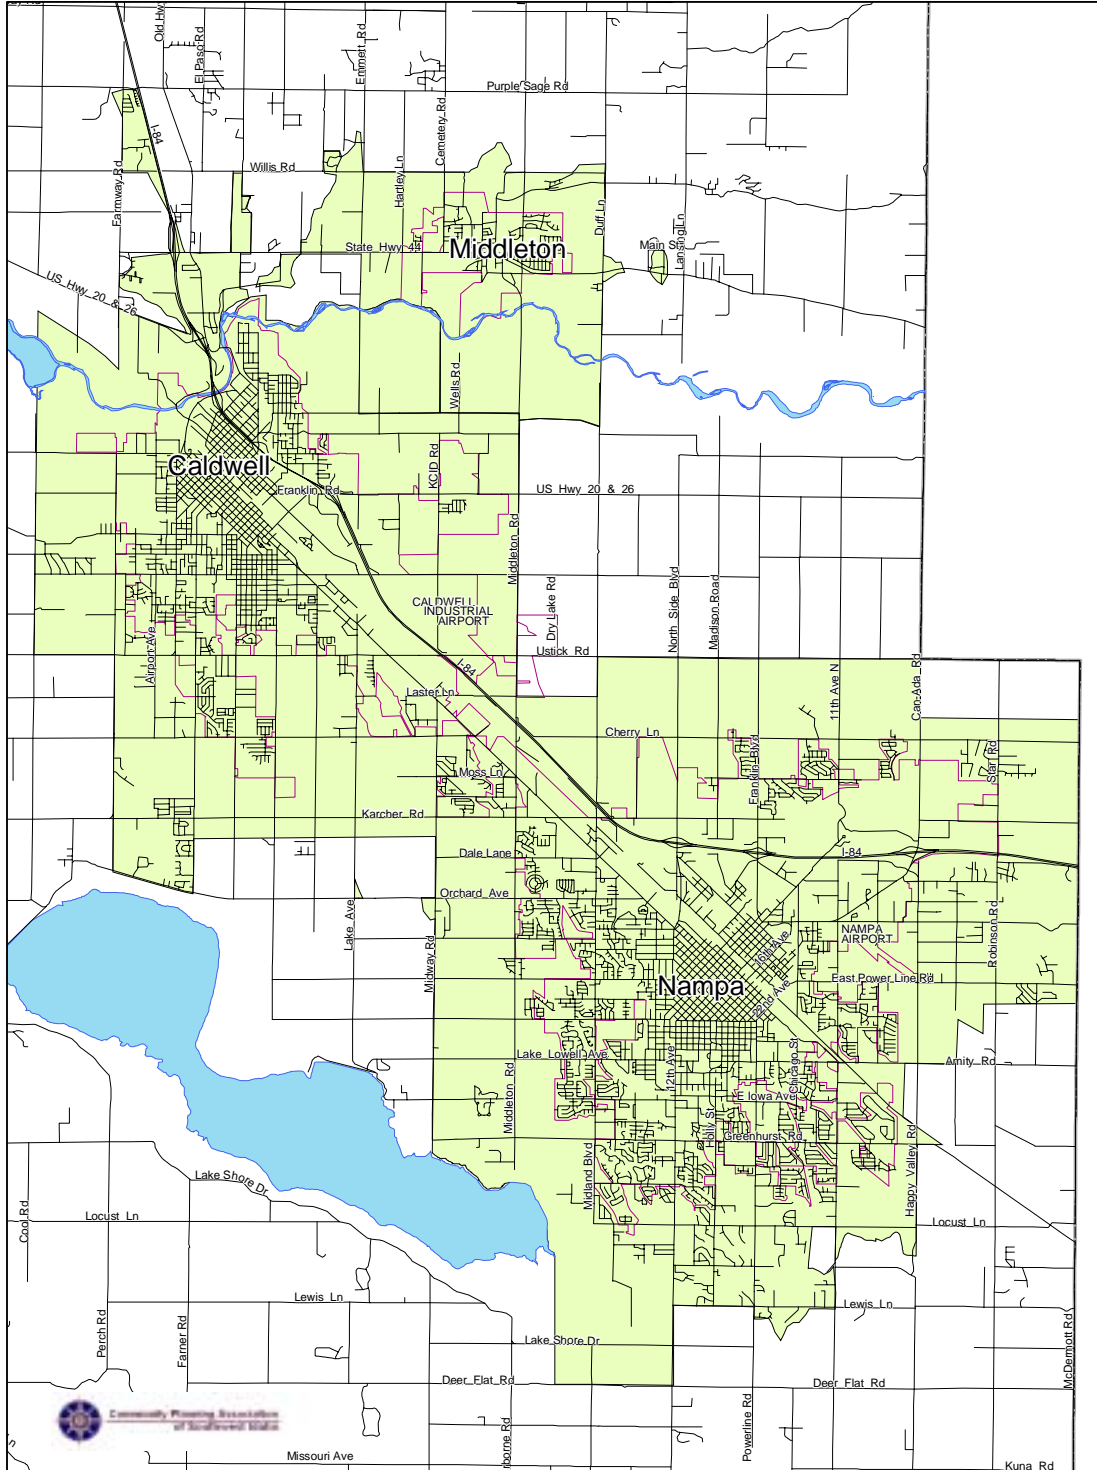 Old Hwy
El Paso Rd
Emmett Rd
Purple Sage Rd
I-84
Cemetery Rd
Willis Rd
Farmway Rd
Hartley Ln
Duff Ln
State Hwy 44
Middleton
Main St
Lansing Ln
US Hwy 20 & 26
Wells Rd
Caldwell
KCID Rd
Franklin Rd
US Hwy 20 & 26
Middleton Rd
CALDWELL
INDUSTRIAL
AIRPORT
Dry Lake Rd
North Side Blvd
Madison Road
Airport Ave
Ustick Rd
I-84
Laster Ln
11th Ave N
Can-Ada Rd
Cherry Ln
Moss Ln
Franklin Blvd
Star Rd
Karcher Rd
Dale Lane
I-84
Orchard Ave
Lake Ave
Midway Rd
NAMPA
AIRPORT
16th Ave
Robinson Rd
Nampa
East Power Line Rd
22nd Ave
Lake Lowell Ave
12th Ave
Chicago St
Amity Rd
Middleton Rd
E Iowa Ave
Holly St
Greenhurst Rd
Midland Blvd
Happy Valley Rd
Lake Shore Dr
Cool Rd
Locust Ln
Locust Ln
Lewis Ln
Lewis Ln
Perch Rd
Farner Rd
Lake Shore Dr
McDermott Rd
Deer Flat Rd
Deer Flat Rd
Community Planning Association
of Southwest Idaho
Powerline Rd
Missouri Ave
Kuna Rd